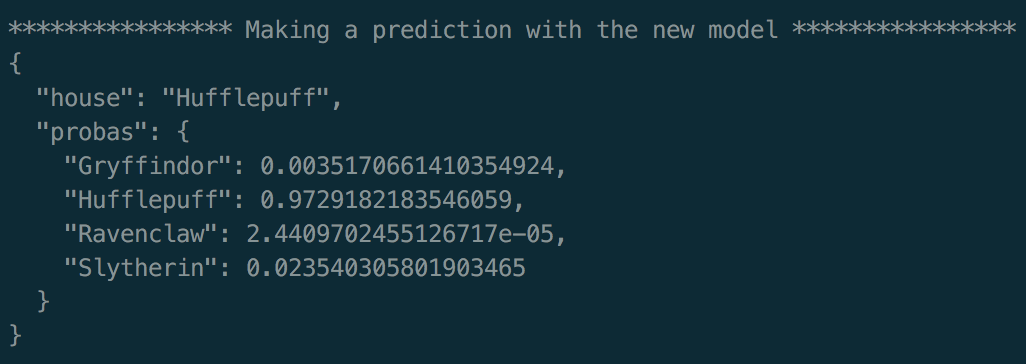 **************** Making a prediction with the new model ****************
{
  "house": "Hufflepuff",
  "probas": {
    "Gryffindor": 0.0035170661410354924,
    "Hufflepuff": 0.9729182183546059,
    "Ravenclaw": 2.4409702455126717e-05,
    "Slytherin": 0.023540305801903465
  }
}